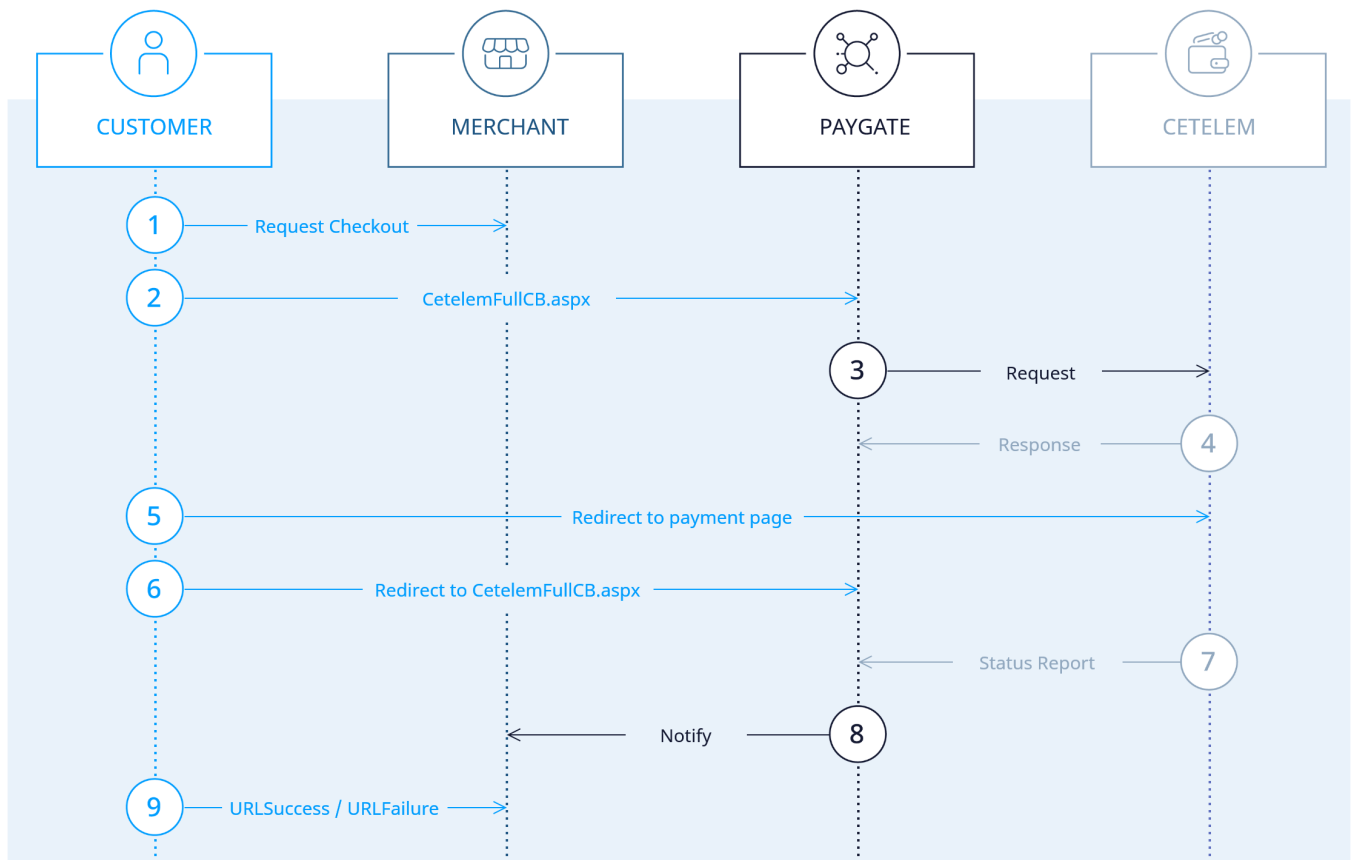 CUSTOMER
MERCHANT
PAYGATE
CETELEM
1
Request Checkout
2
CetelemFullCB.aspx
3
Request
Response
4
5
Redirect to payment page
6
Redirect to CetelemFullCB.aspx
Status Report
7
Notify
8
9
URLSuccess / URLFailure